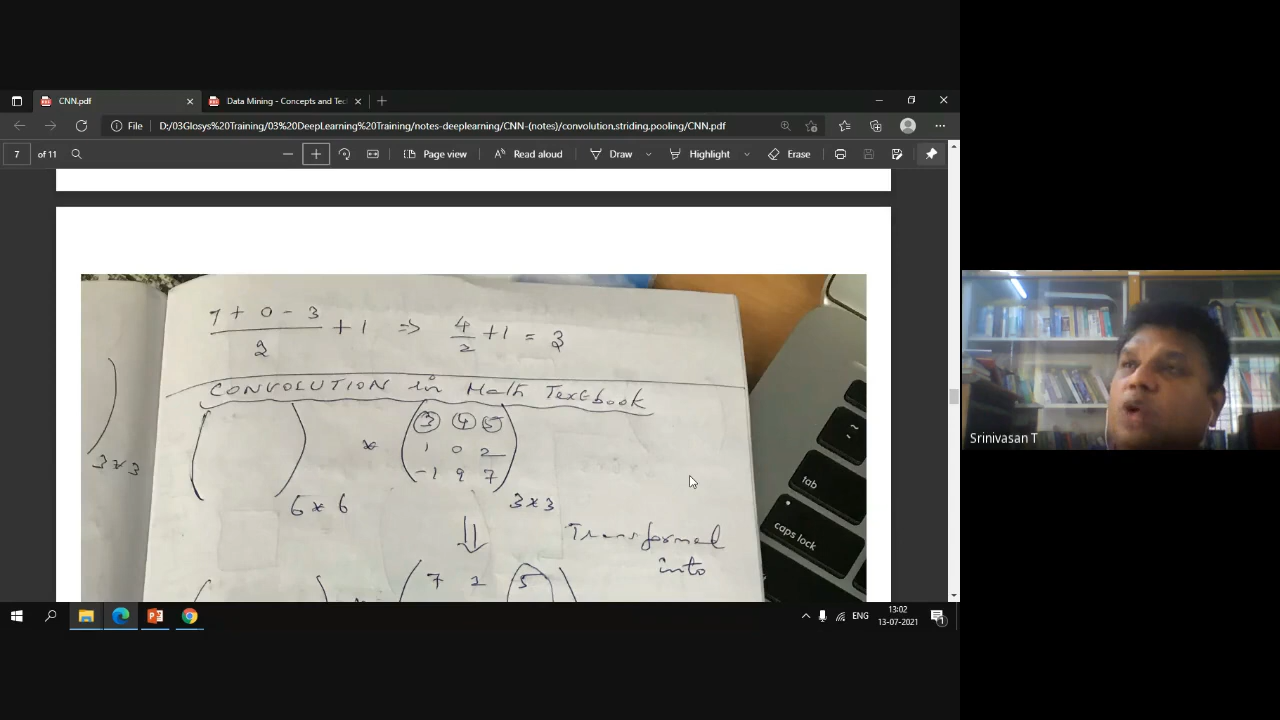 CNN.pdf
Data Mining - Concepts and Tec
File D:/03Glosys%20Training/03%20DeepLearning%20Training/notes-deeplearning/CNN-(notes)/convolution,striding,pooling/CNN.pdf
7 of 11 Page view Read aloud Draw Highlight Erase
7 + 0 - 3 / 2 + 1 => 4 / 2 + 1 = 3
CONVOLUTION in Math Textbook
3 4 5
* 1 0 2
-1 9 7
3*3
6*6
3*3
Transformed
into
7 2 5
~
`
tab
caps lock
Srinivasan T
ENG
13:02
13-07-2021
1